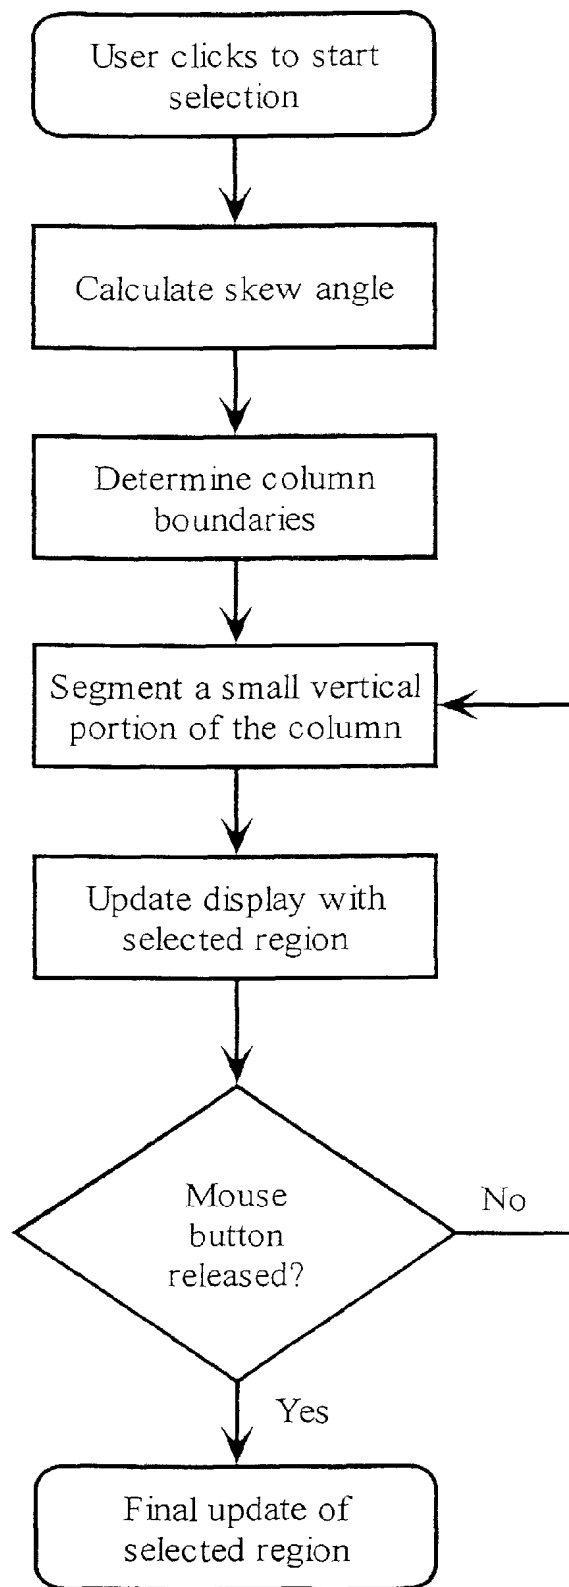 User clicks to start
selection
Calculate skew angle
Determine column
boundaries
Segment a small vertical
portion of the column
Update display with
selected region
Mouse
button
released?
No
Yes
Final update of
selected region